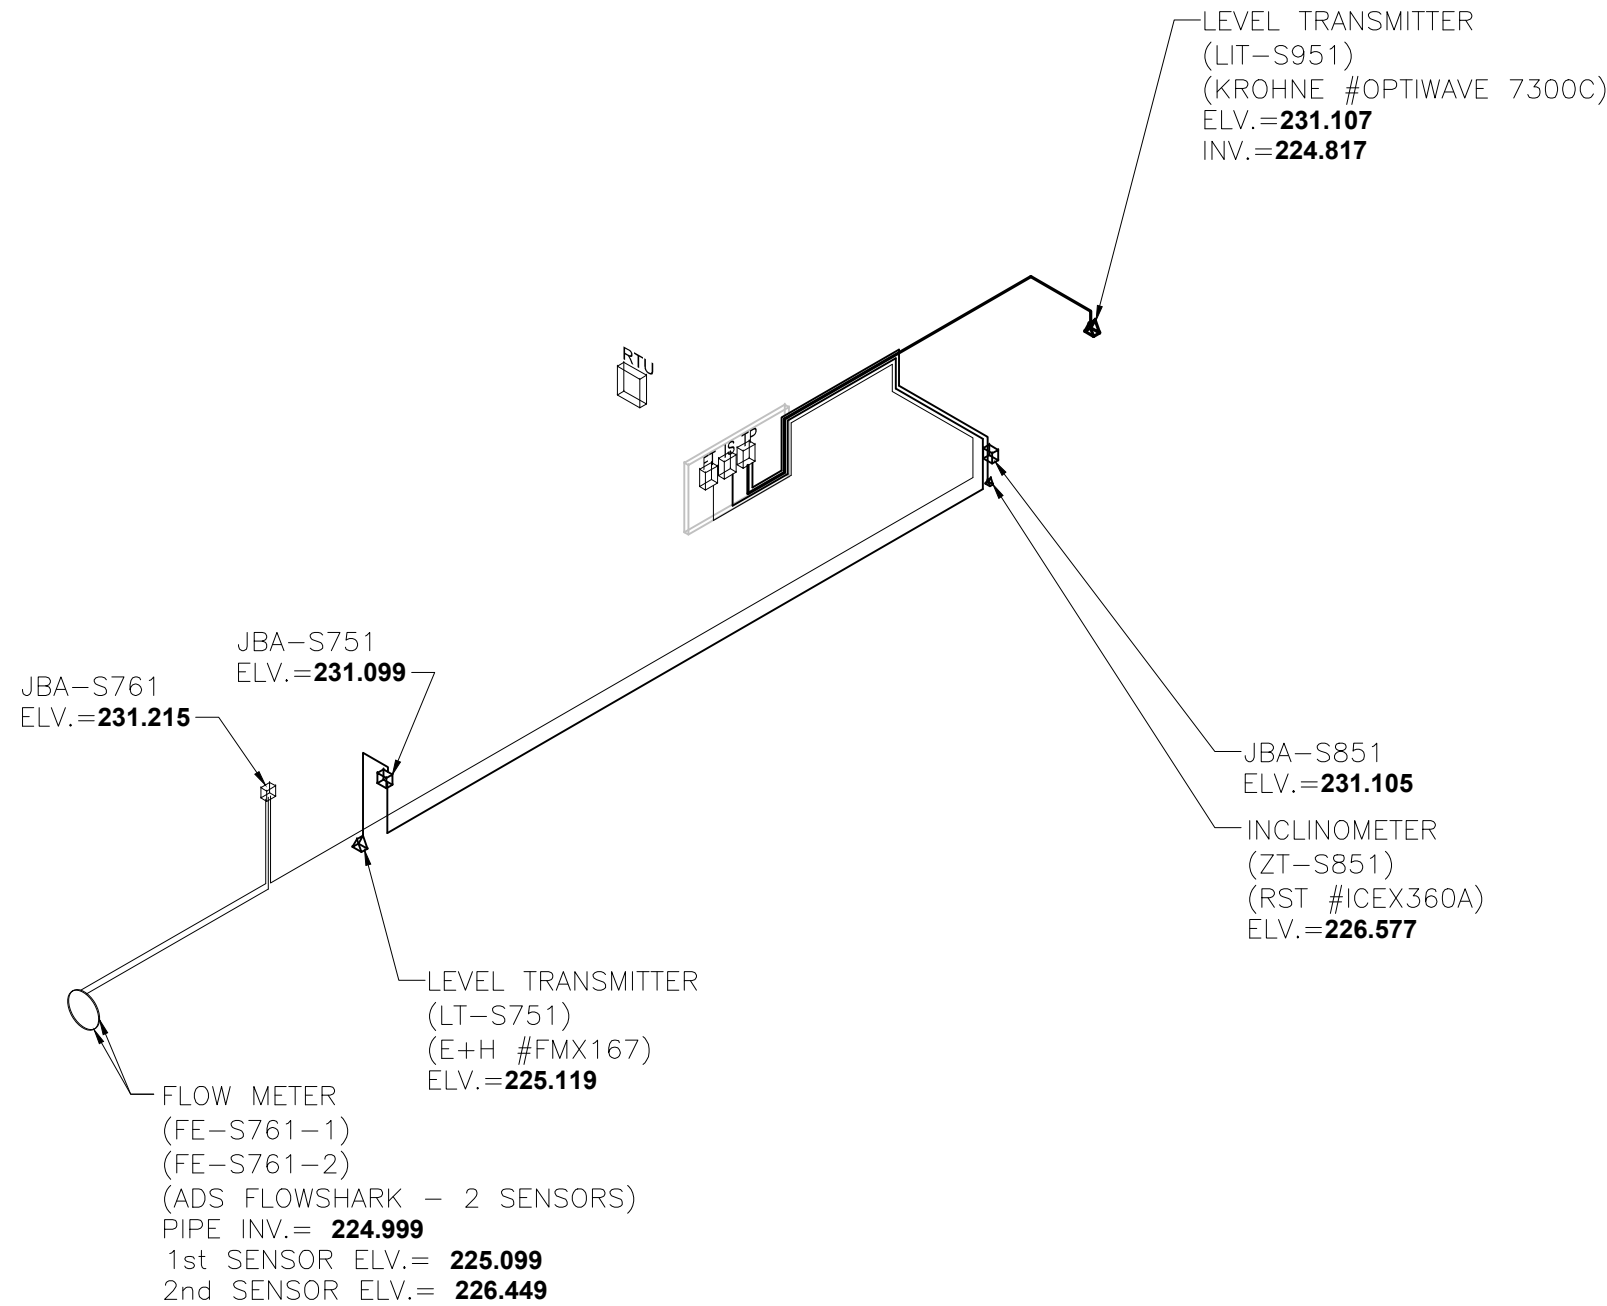 LEVEL TRANSMITTER
(LIT-S951)
(KROHNE #OPTIWAVE 7300C)
ELV.=231.107
INV.=224.817
RTU
FT
IS
TP
JBA-S751
ELV.=231.099
JBA-S761
ELV.=231.215
JBA-S851
ELV.=231.105
INCLINOMETER
(ZT-S851)
(RST #ICEX360A)
ELV.=226.577
LEVEL TRANSMITTER
(LT-S751)
(E+H #FMX167)
ELV.=225.119
FLOW METER
(FE-S761-1)
(FE-S761-2)
(ADS FLOWSHARK - 2 SENSORS)
PIPE INV.= 224.999
1st SENSOR ELV.= 225.099
2nd SENSOR ELV.= 226.449